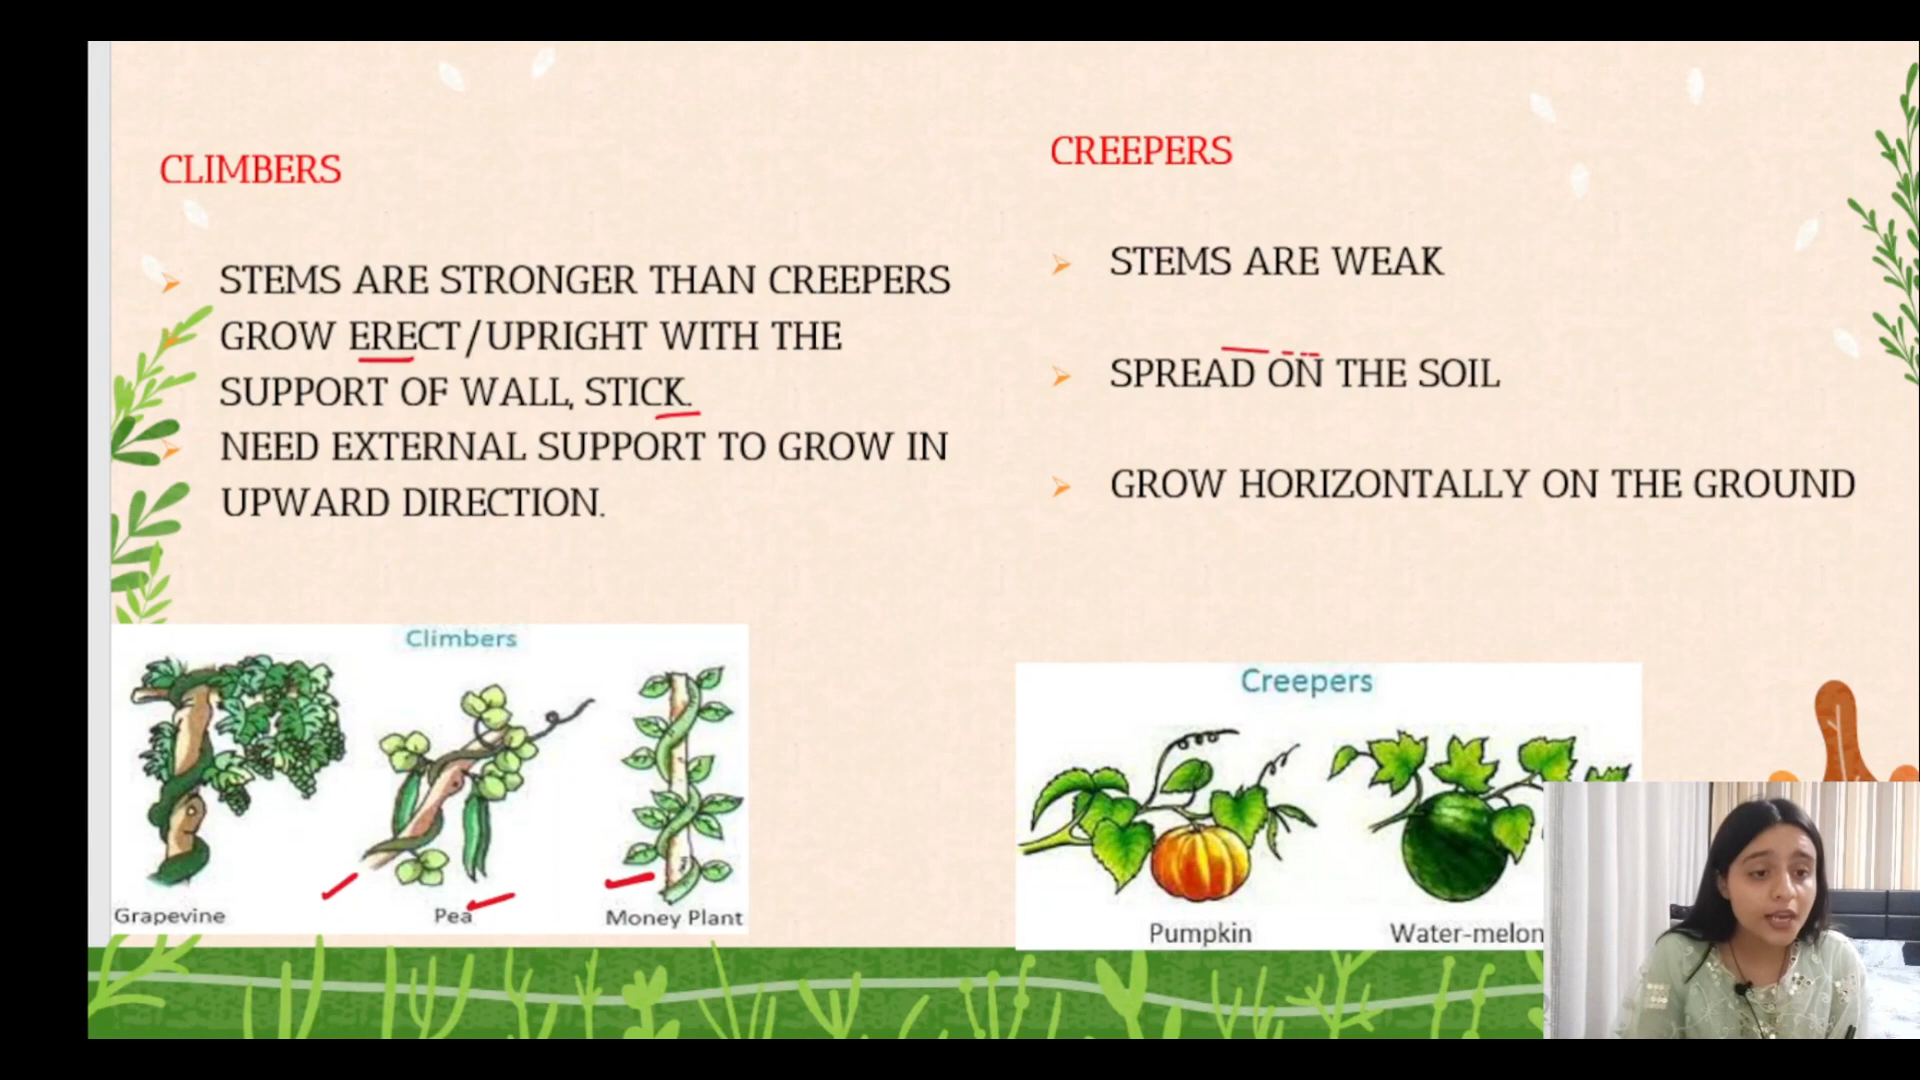 CLIMBERS
STEMS ARE STRONGER THAN CREEPERS
GROW ERECT/UPRIGHT WITH THE
SUPPORT OF WALL, STICK.
NEED EXTERNAL SUPPORT TO GROW IN
UPWARD DIRECTION.
Climbers
Grapevine
Pea
Money Plant
CREEPERS
STEMS ARE WEAK
SPREAD ON THE SOIL
GROW HORIZONTALLY ON THE GROUND
Creepers
Pumpkin
Water-melon